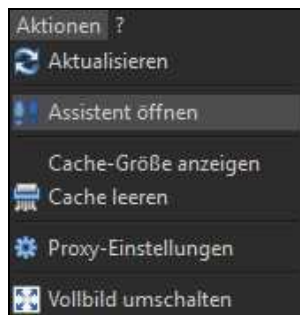 Aktionen ?
Aktualisieren
Assistent öffnen
Cache-Größe anzeigen
Cache leeren
Proxy-Einstellungen
Vollbild umschalten